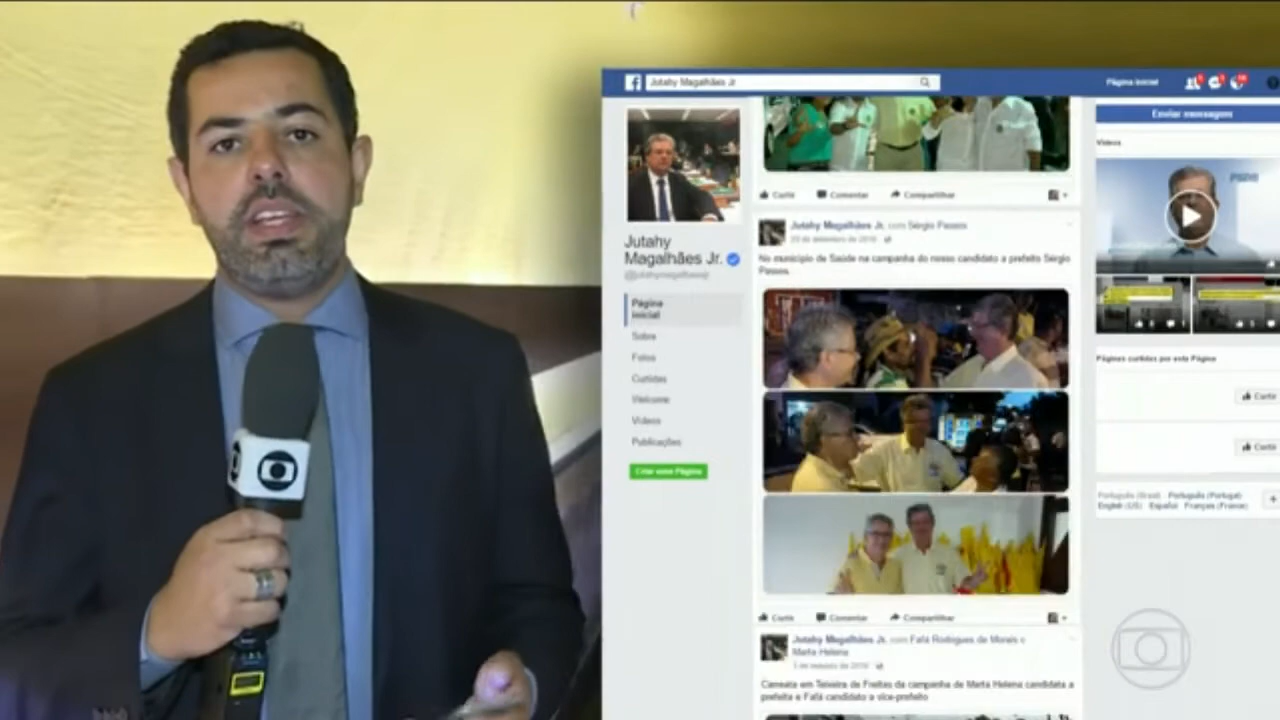 Jutahy Magalhães Jr
Página inicial
Jutahy
Magalhães Jr.
@jutahymagalhaesjr
Página
inicial
Sobre
Fotos
Curtidas
Welcome
Vídeos
Publicações
Criar uma Página
Curtir Comentar Compartilhar
Jutahy Magalhães Jr. com Sérgio Passos
No município de Saúde na campanha do nosso candidato a prefeito Sérgio
Passos.
Curtir Comentar Compartilhar
Jutahy Magalhães Jr. com Fafá Rodrigues de Morais e
Marta Helena
Carreata em Teixeira de Freitas da campanha de Marta Helena candidata a
prefeita e Fafá candidato a vice-prefeito
Enviar mensagem
Vídeos
PSDB
Páginas curtidas por esta Página
Curtir
Curtir
Português (Brasil) · Português (Portugal)
English (US) · Español · Français (France)